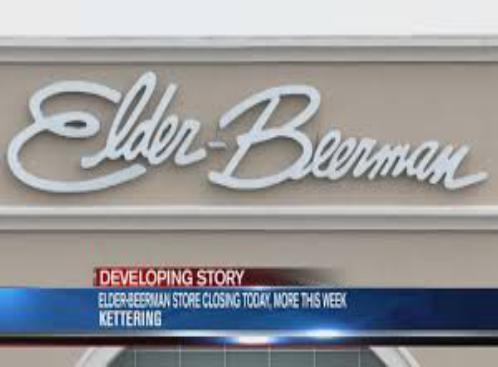 Elder-Beerman
DEVELOPING STORY
ELDER-BEERMAN STORE CLOSING TODAY, MORE THIS WEEK
KETTERING